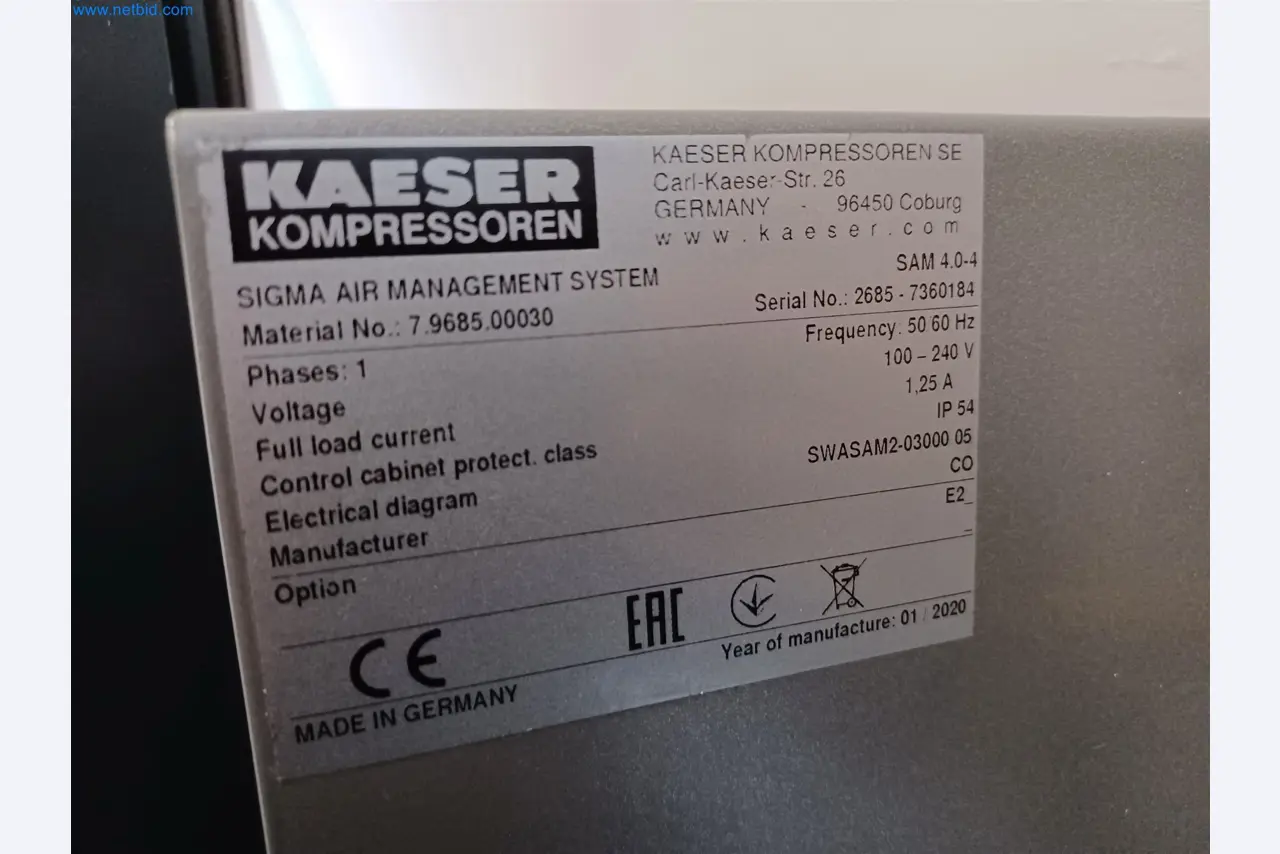 www.netbid.com
KAESER
KOMPRESSOREN
KAESER KOMPRESSOREN SE
Carl-Kaeser-Str. 26
GERMANY - 96450 Coburg
www.kaeser.com
SIGMA AIR MANAGEMENT SYSTEM SAM 4.0-4
Material No.: 7.9685.00030 Serial No.: 2685 - 7360184
Phases: 1 Frequency: 50 60 Hz
Voltage 100 – 240 V
Full load current 1,25 A
Control cabinet protect. class IP 54
Electrical diagram SWASAM2-03000 05
Manufacturer CO
Option E2_
_
CE EAC
MADE IN GERMANY Year of manufacture: 01 / 2020